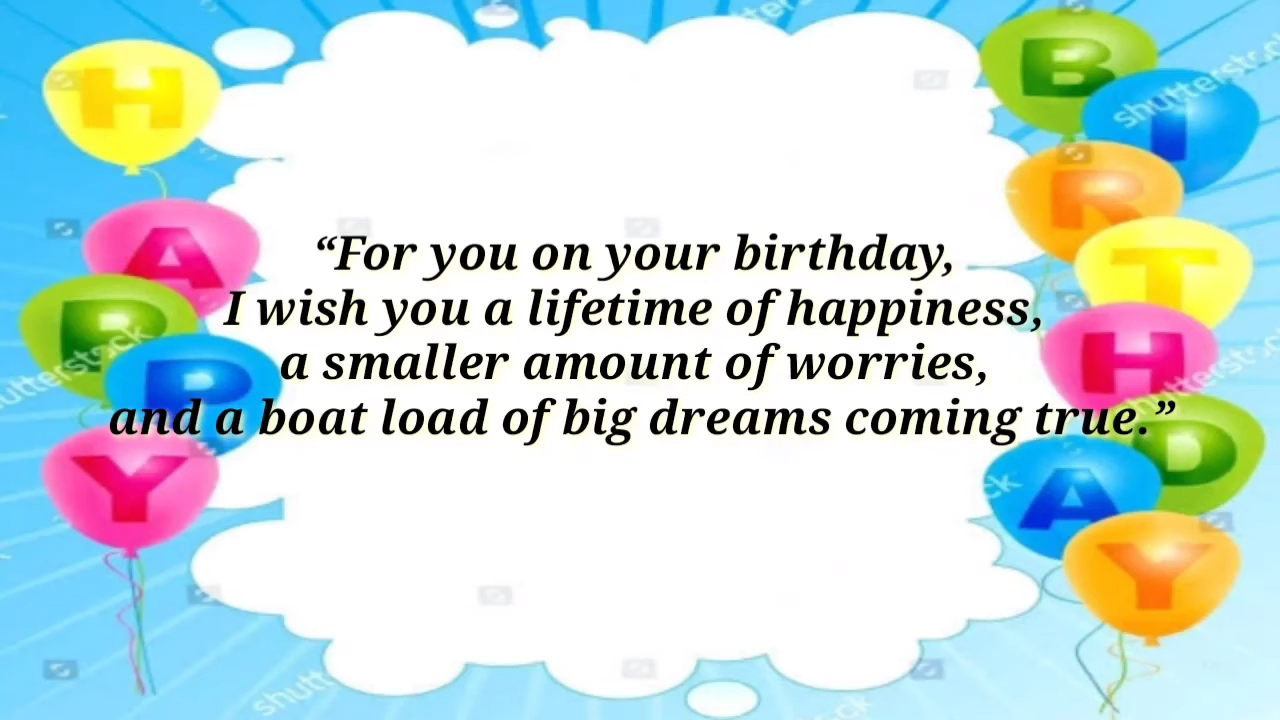 HAPPY
BIRTHDAY
“For you on your birthday,
I wish you a lifetime of happiness,
a smaller amount of worries,
and a boat load of big dreams coming true.”
shutterstock